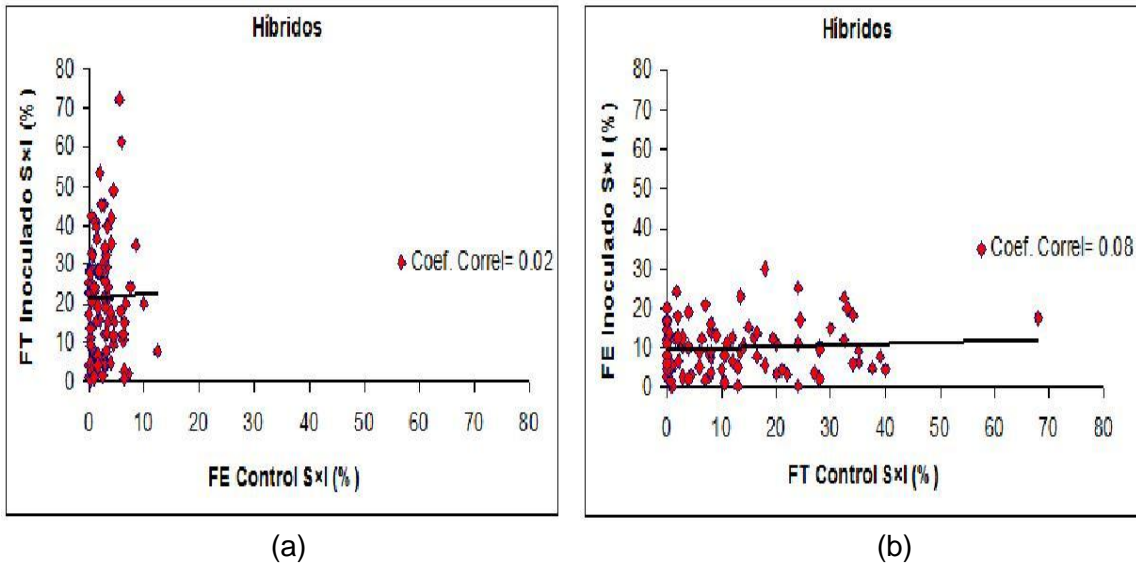 Híbridos
80
70
60
50
40
30
20
10
0
FT Inoculado S×I (%)
Coef. Correl= 0.02
0 10 20 30 40 50 60 70 80
FE Control S×I (%)
(a)
Híbridos
80
70
60
50
40
30
20
10
0
FE Inoculado S×I (%)
Coef. Correl= 0.08
0 10 20 30 40 50 60 70 80
FT Control S×I (%)
(b)